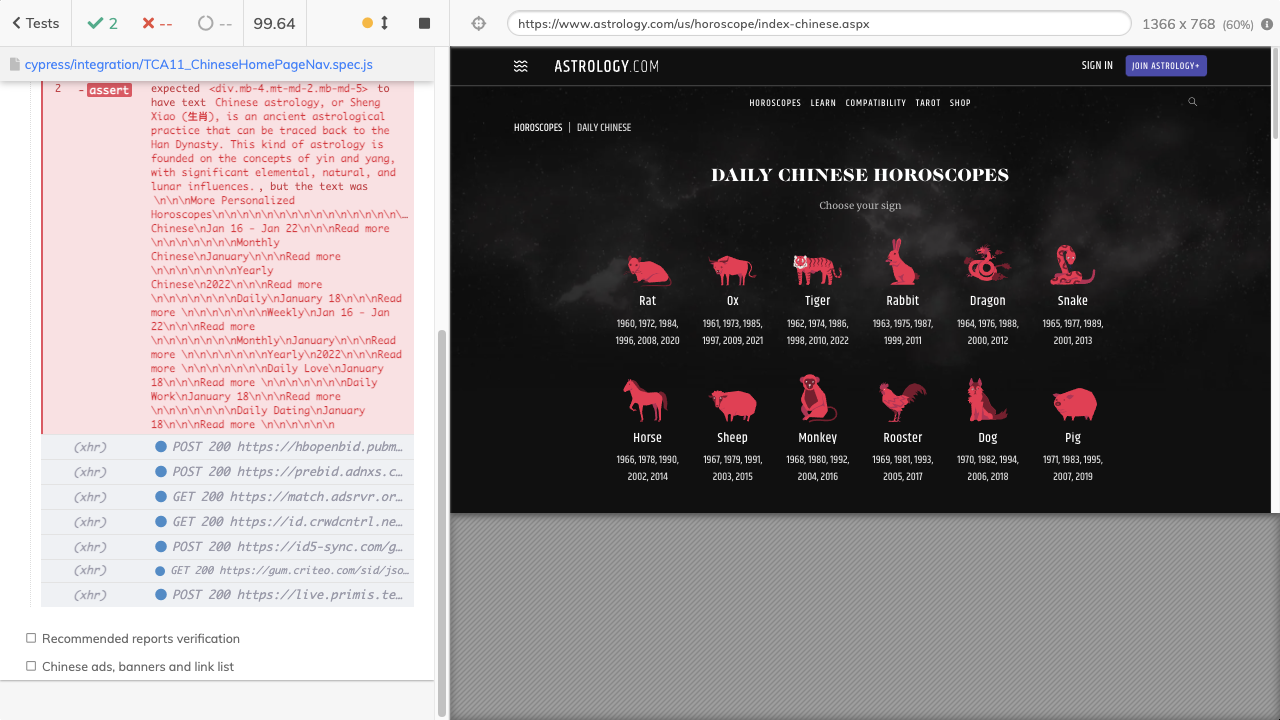 Tests
2
--
--
99.64
https://www.astrology.com/us/horoscope/index-chinese.aspx
1366 x 768 (60%)
cypress/integration/TCA11_ChineseHomePageNav.spec.js
2 -assert expected <div.mb-4.mt-md-2.mb-md-5> to
have text Chinese astrology, or Sheng
Xiao (生肖), is an ancient astrological
practice that can be traced back to the
Han Dynasty. This kind of astrology is
founded on the concepts of yin and yang,
with significant elemental, natural, and
lunar influences. , but the text was
\n\n\nMore Personalized
Horoscopes\n\n\n\n\n\n\n\n\n\n\n\n\n\n\n…
Chinese\nJan 16 - Jan 22\n\n\nRead more
\n\n\n\n\n\n\nMonthly
Chinese\nJanuary\n\n\nRead more
\n\n\n\n\n\n\nYearly
Chinese\n2022\n\n\nRead more
\n\n\n\n\n\n\nDaily\nJanuary 18\n\n\nRead
more \n\n\n\n\n\n\nWeekly\nJan 16 - Jan
22\n\n\nRead more
\n\n\n\n\n\n\nMonthly\nJanuary\n\n\nRead
more \n\n\n\n\n\n\nYearly\n2022\n\n\nRead
more \n\n\n\n\n\n\nDaily Love\nJanuary
18\n\n\nRead more \n\n\n\n\n\n\nDaily
Work\nJanuary 18\n\n\nRead more
\n\n\n\n\n\n\nDaily Dating\nJanuary
18\n\n\nRead more \n\n\n\n\n\n
(xhr) POST 200 https://hbopenbid.pubm…
(xhr) POST 200 https://prebid.adnxs.c…
(xhr) GET 200 https://match.adsrvr.or…
(xhr) GET 200 https://id.crwdcntrl.ne…
(xhr) POST 200 https://id5-sync.com/g…
(xhr) GET 200 https://gum.criteo.com/sid/jso…
(xhr) POST 200 https://live.primis.te…
Recommended reports verification
Chinese ads, banners and link list
ASTROLOGY.COM
SIGN IN
JOIN ASTROLOGY+
HOROSCOPES LEARN COMPATIBILITY TAROT SHOP
HOROSCOPES | DAILY CHINESE
DAILY CHINESE HOROSCOPES
Choose your sign
Rat Ox Tiger Rabbit Dragon Snake
1960, 1972, 1984, 1961, 1973, 1985, 1962, 1974, 1986, 1963, 1975, 1987, 1964, 1976, 1988, 1965, 1977, 1989,
1996, 2008, 2020 1997, 2009, 2021 1998, 2010, 2022 1999, 2011 2000, 2012 2001, 2013
Horse Sheep Monkey Rooster Dog Pig
1966, 1978, 1990, 1967, 1979, 1991, 1968, 1980, 1992, 1969, 1981, 1993, 1970, 1982, 1994, 1971, 1983, 1995,
2002, 2014 2003, 2015 2004, 2016 2005, 2017 2006, 2018 2007, 2019